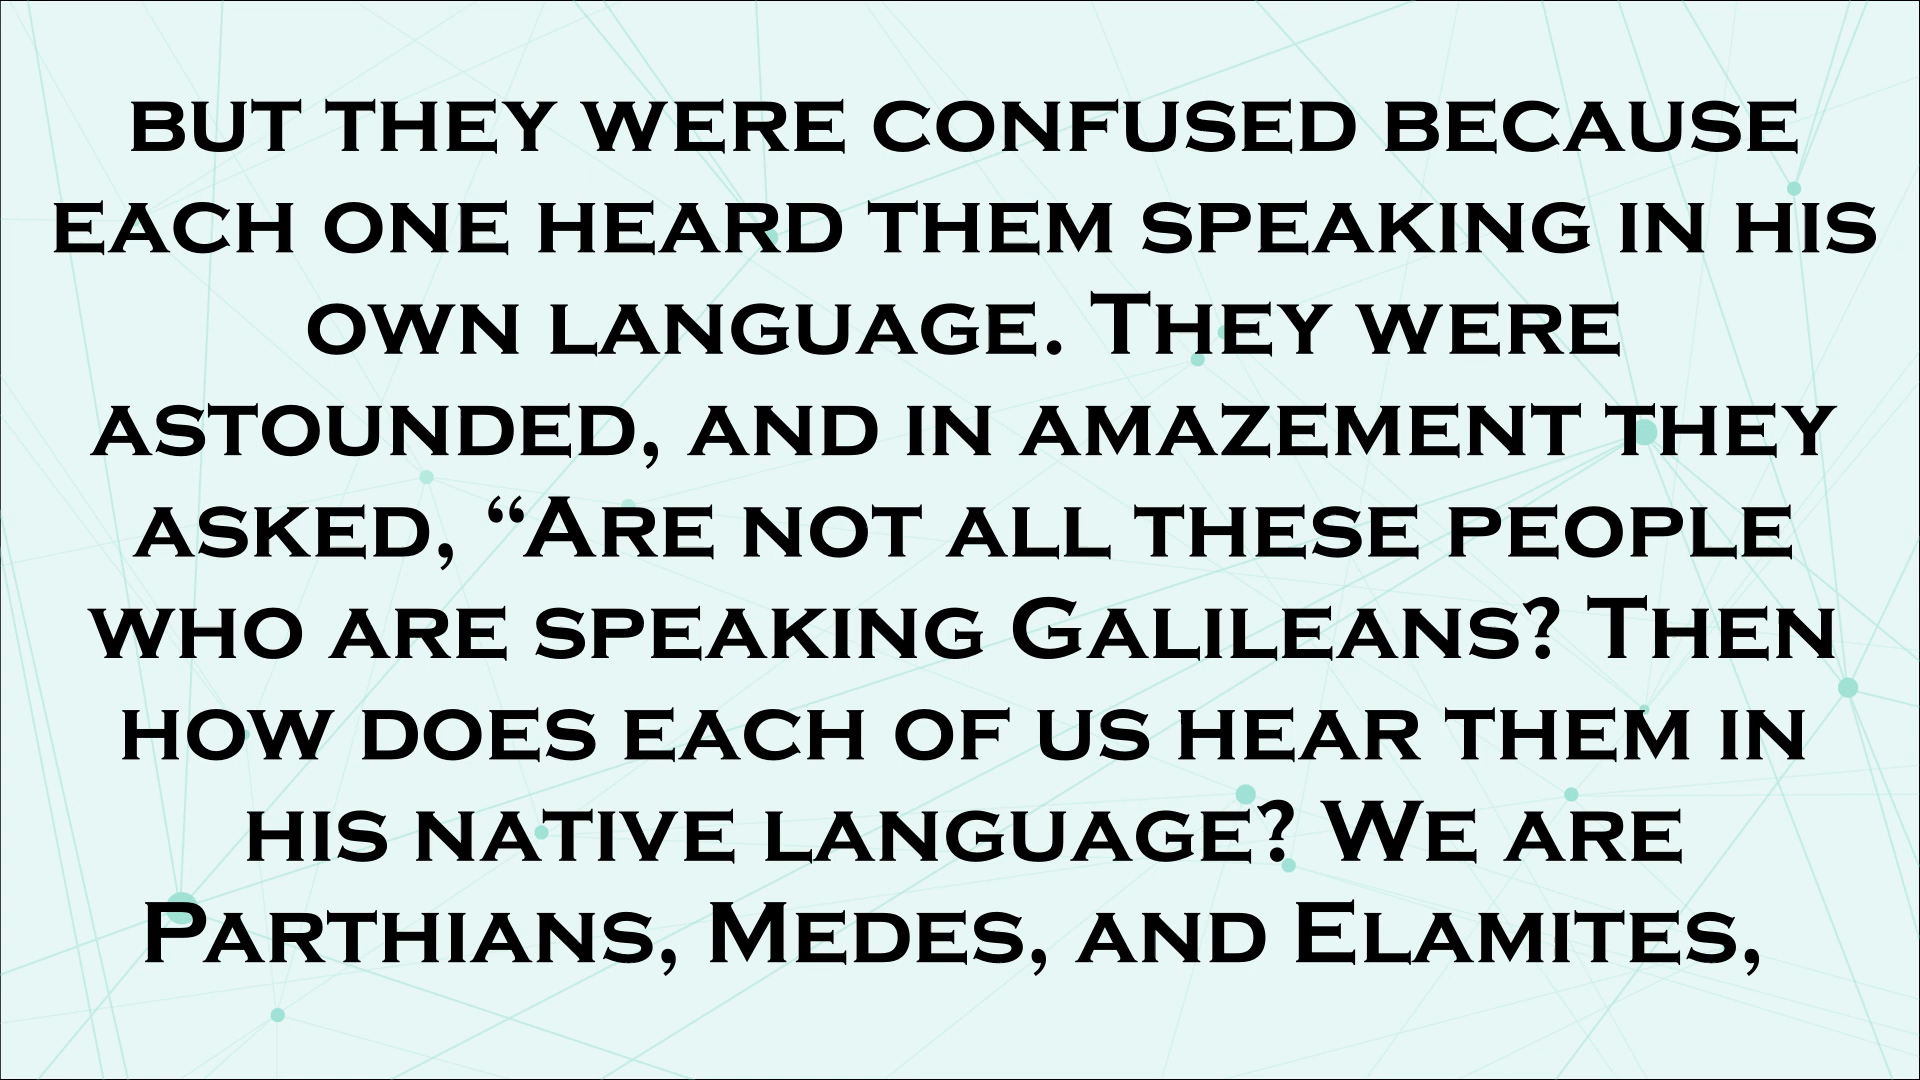 but they were confused because
each one heard them speaking in his
own language. They were
astounded, and in amazement they
asked, “Are not all these people
who are speaking Galileans? Then
how does each of us hear them in
his native language? We are
Parthians, Medes, and Elamites,